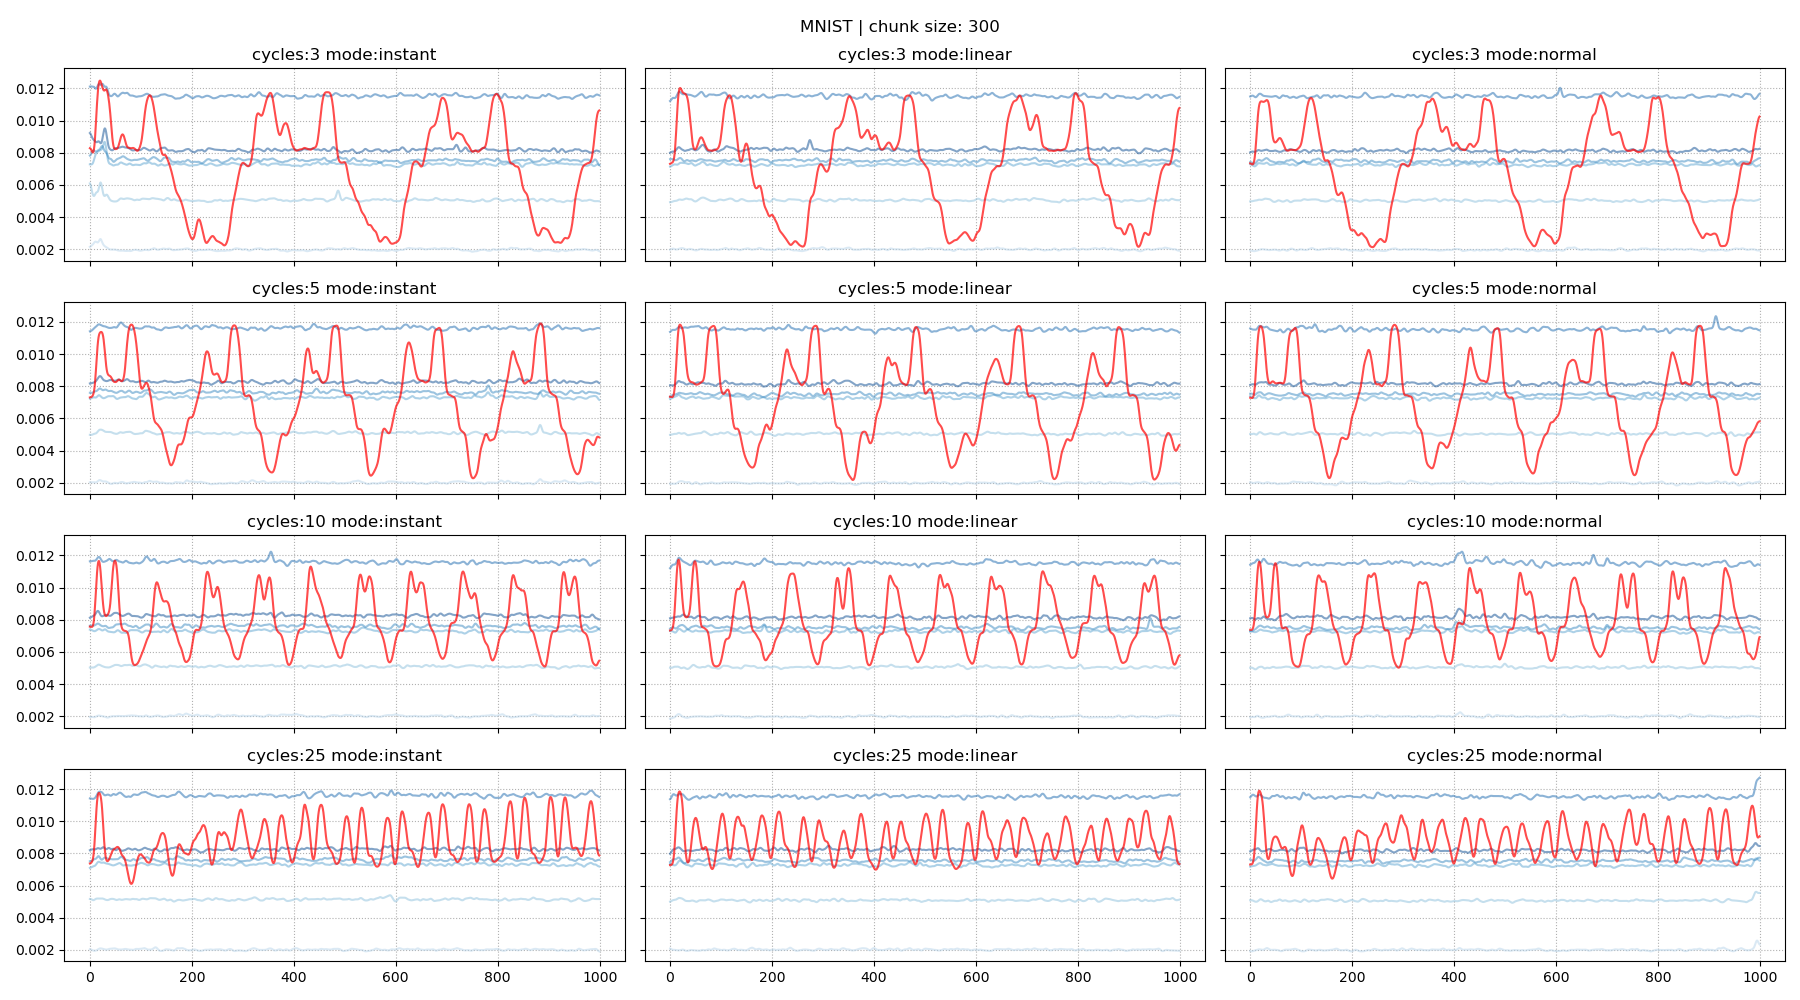 MNIST | chunk size: 300
cycles:3 mode:instant
cycles:3 mode:linear
cycles:3 mode:normal
0.012
0.010
0.008
0.006
0.004
0.002
cycles:5 mode:instant
cycles:5 mode:linear
cycles:5 mode:normal
0.012
0.010
0.008
0.006
0.004
0.002
cycles:10 mode:instant
cycles:10 mode:linear
cycles:10 mode:normal
0.012
0.010
0.008
0.006
0.004
0.002
cycles:25 mode:instant
cycles:25 mode:linear
cycles:25 mode:normal
0.012
0.010
0.008
0.006
0.004
0.002
0 200 400 600 800 1000
0 200 400 600 800 1000
0 200 400 600 800 1000